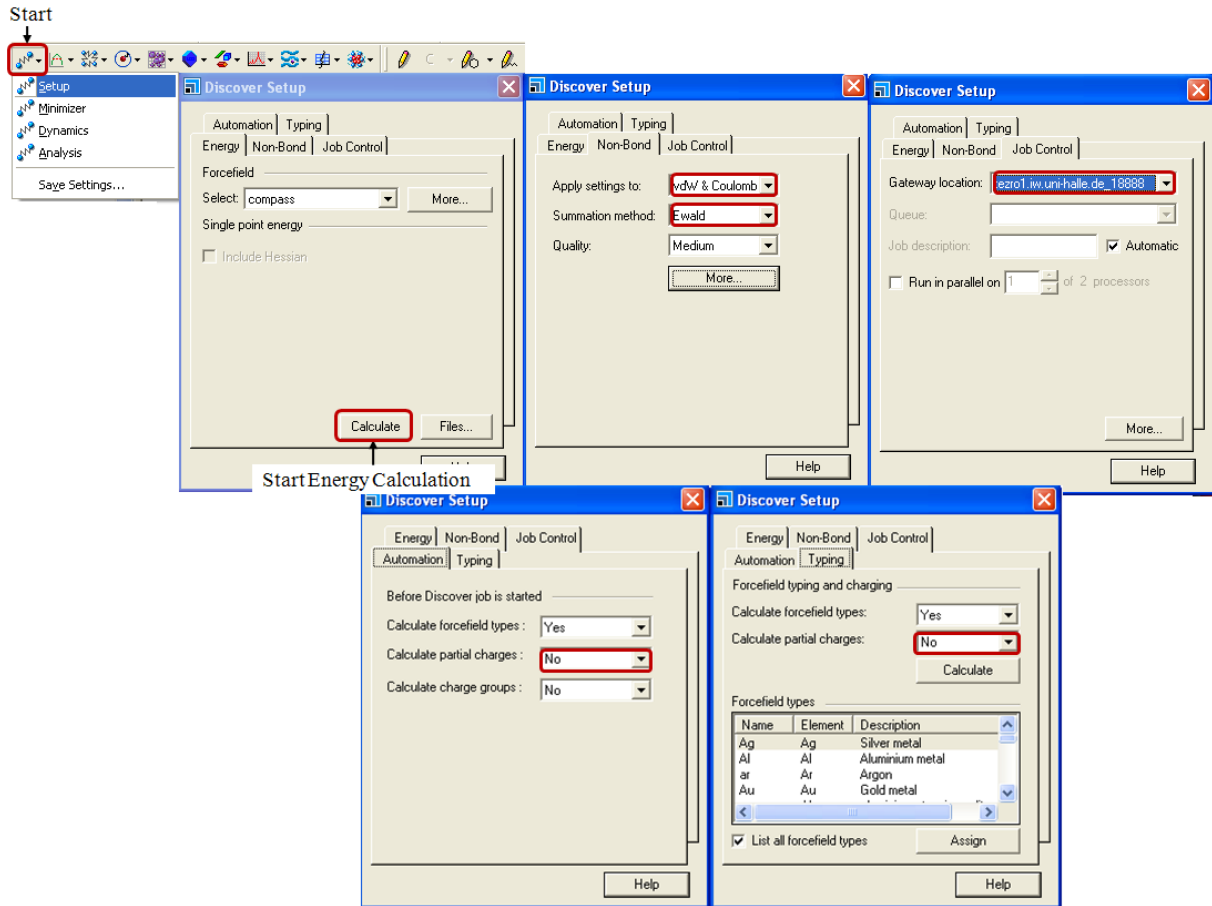 Start
Setup
Minimizer
Dynamics
Analysis
Save Settings...
Discover Setup
Automation Typing
Energy Non-Bond Job Control
Forcefield
Select: compass More...
Single point energy
Include Hessian
Calculate Files...
Start Energy Calculation
Discover Setup
Automation Typing
Energy Non-Bond Job Control
Apply settings to: vdW & Coulomb
Summation method: Ewald
Quality: Medium
More...
Help
Discover Setup
Automation Typing
Energy Non-Bond Job Control
Gateway location: ezro1.iw.uni-halle.de_18888
Queue:
Job description: Automatic
Run in parallel on 1 of 2 processors
More...
Help
Discover Setup
Energy Non-Bond Job Control
Automation Typing
Before Discover job is started
Calculate forcefield types : Yes
Calculate partial charges : No
Calculate charge groups : No
Help
Discover Setup
Energy Non-Bond Job Control
Automation Typing
Forcefield typing and charging
Calculate forcefield types: Yes
Calculate partial charges: No
Calculate
Forcefield types
Name Element Description
Ag Ag Silver metal
Al Al Aluminium metal
ar Ar Argon
Au Au Gold metal
List all forcefield types Assign
Help